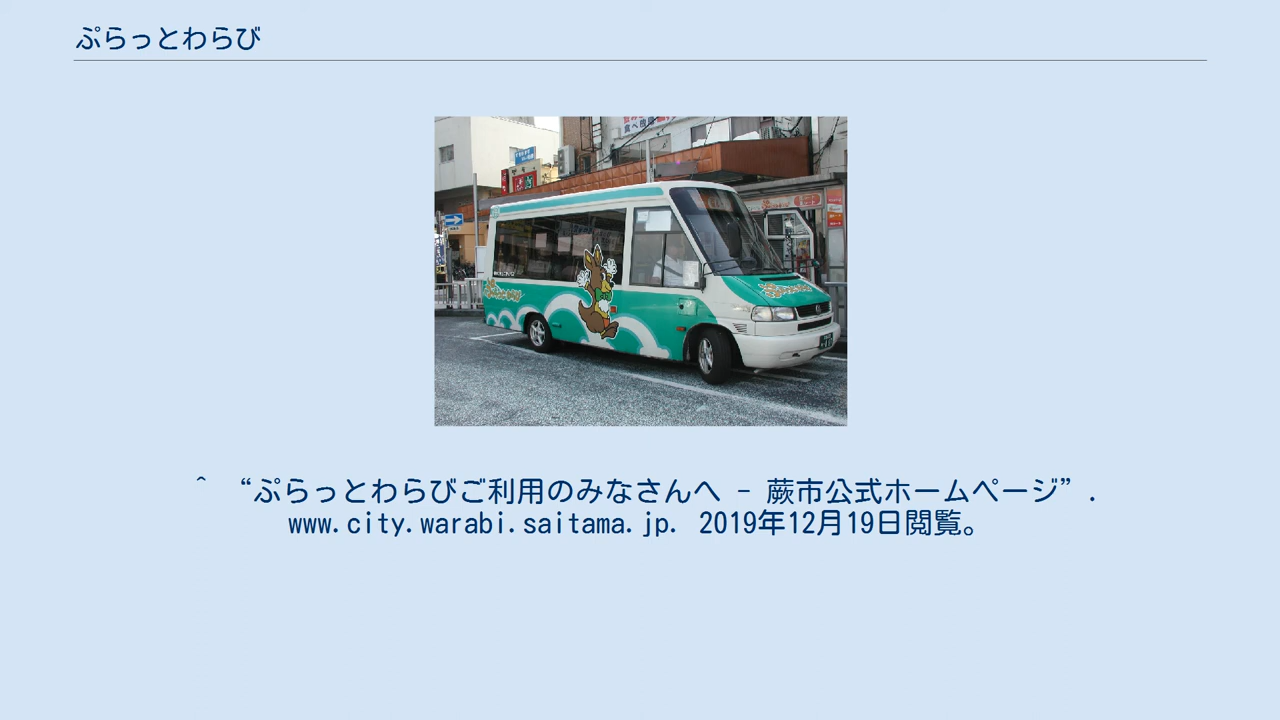 ぷらっとわらび
^ “ぷらっとわらびご利用のみなさんへ - 蕨市公式ホームページ”.
www.city.warabi.saitama.jp. 2019年12月19日閲覧。